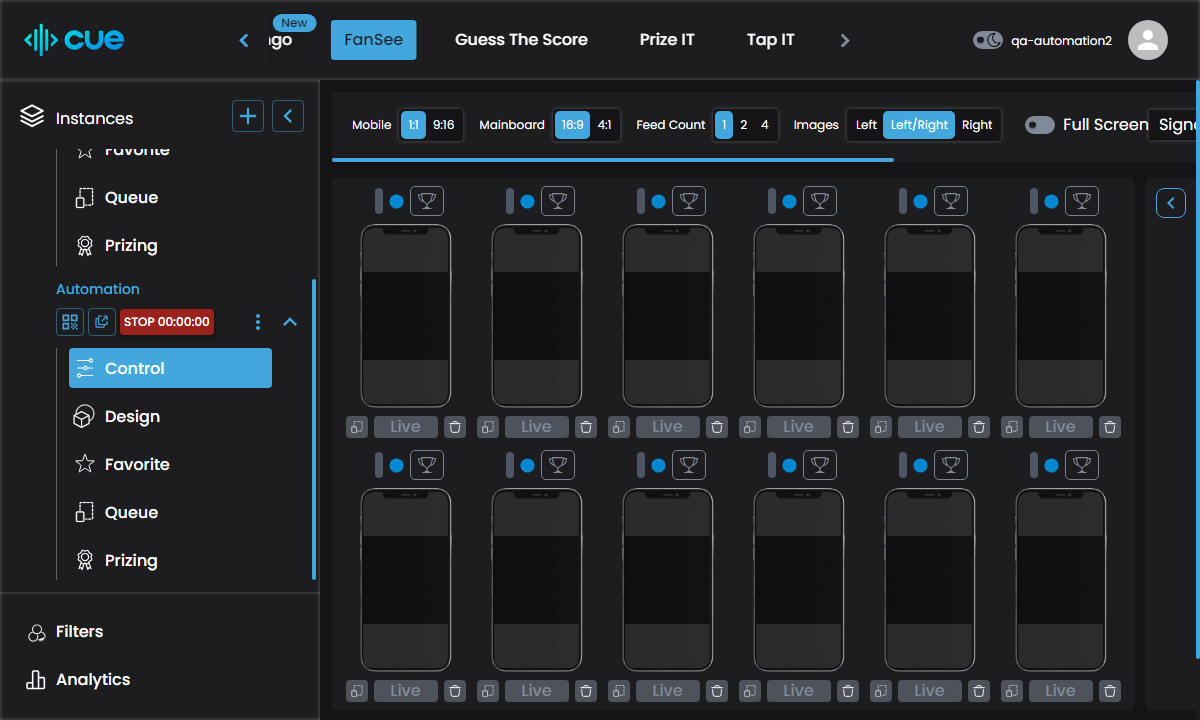 cue
New
ngo
FanSee
Guess The Score
Prize IT
Tap IT
qa-automation2
Instances
Favorite
Queue
Prizing
Automation
STOP 00:00:00
Control
Design
Favorite
Queue
Prizing
Filters
Analytics
Mobile 1:1 9:16 Mainboard 16:9 4:1 Feed Count 1 2 4 Images Left Left/Right Right Full Screen
Live Live Live Live Live Live
Live Live Live Live Live Live